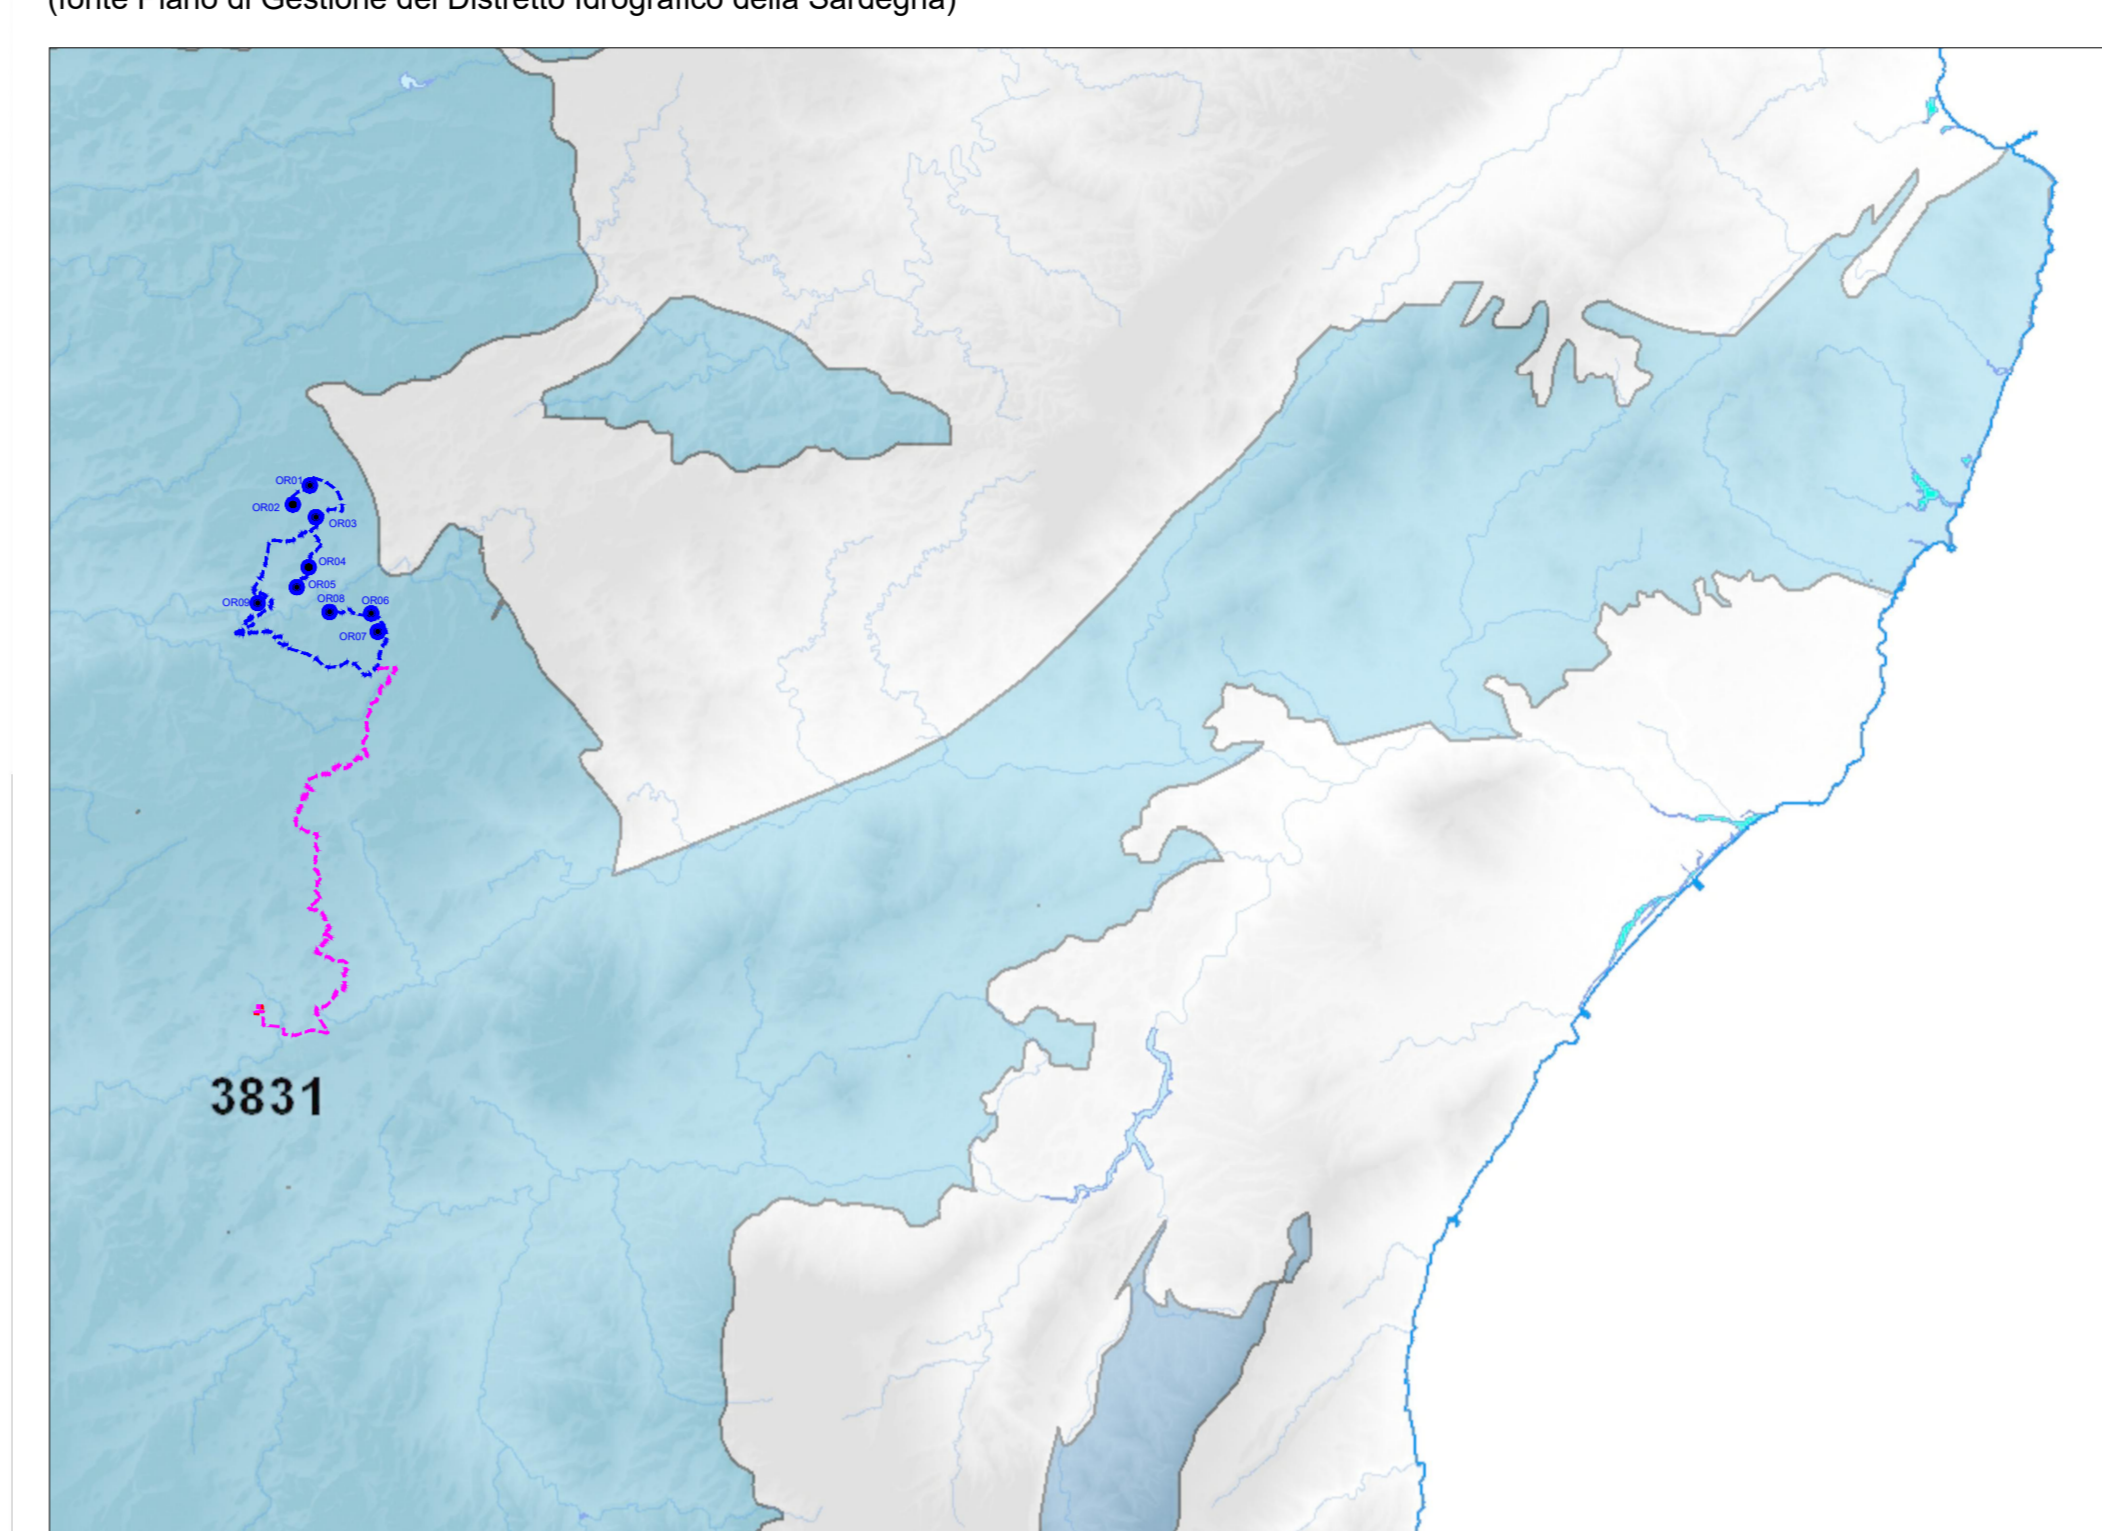 (fonte Piano di Gestione del Distretto Idrografico della Sardegna)
OR01
OR02
OR03
OR04
OR05
OR09
OR08
OR06
OR07
3831